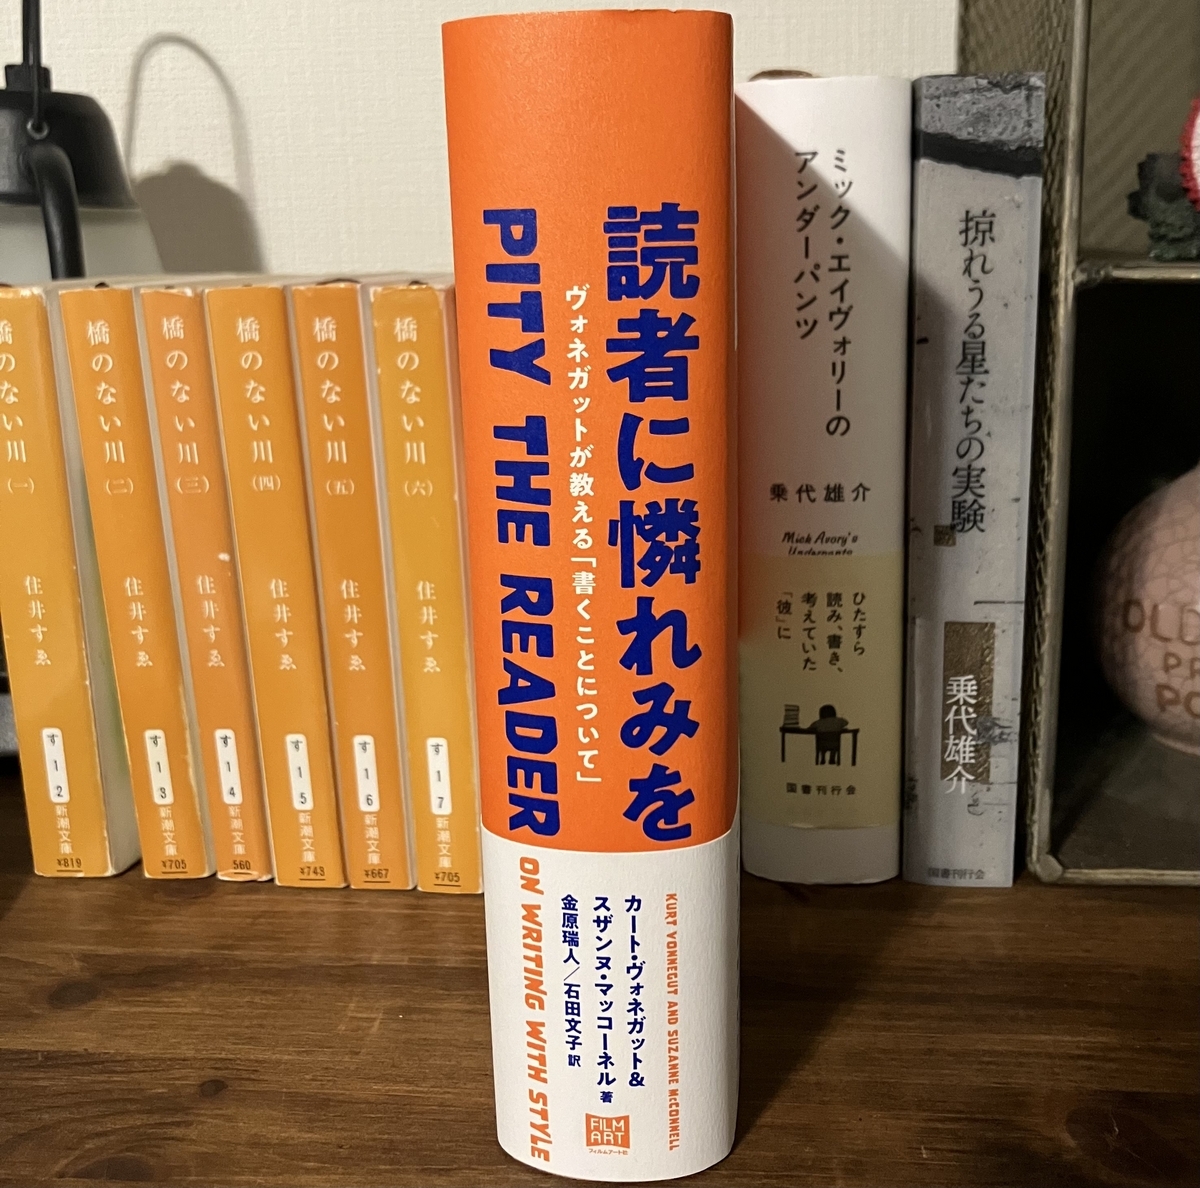 橋のない川
(一)
す 1 2
新潮文庫
¥819
橋のない川
(二)
住井すゑ
す 1 3
新潮文庫
¥705
橋のない川
(三)
住井すゑ
す 1 4
新潮文庫
560
橋のない川
(四)
住井すゑ
す 1 5
新潮文庫
¥743
橋のない川
(五)
住井すゑ
す 1 6
新潮文庫
¥667
橋のない川
(六)
住井すゑ
す 1 7
新潮文庫
¥705
読者に憐れみを
ヴォネガットが教える「書くことについて」
PITY THE READER
ON WRITING WITH STYLE
KURT VONNEGUT AND SUZANNE McCONNELL
カート・ヴォネガット&
スザンヌ・マッコーネル 著
金原瑞人/石田文子 訳
FILM
ART
フィルムアート社
ミック・エイヴォリーの
アンダーパンツ
乗代雄介
Mick Avory's
Underpants
ひたすら
読み、書き、
考えていた
「彼」に
国書刊行会
掠れうる星たちの実験
乗代雄介
国書刊行会
OLD
PO